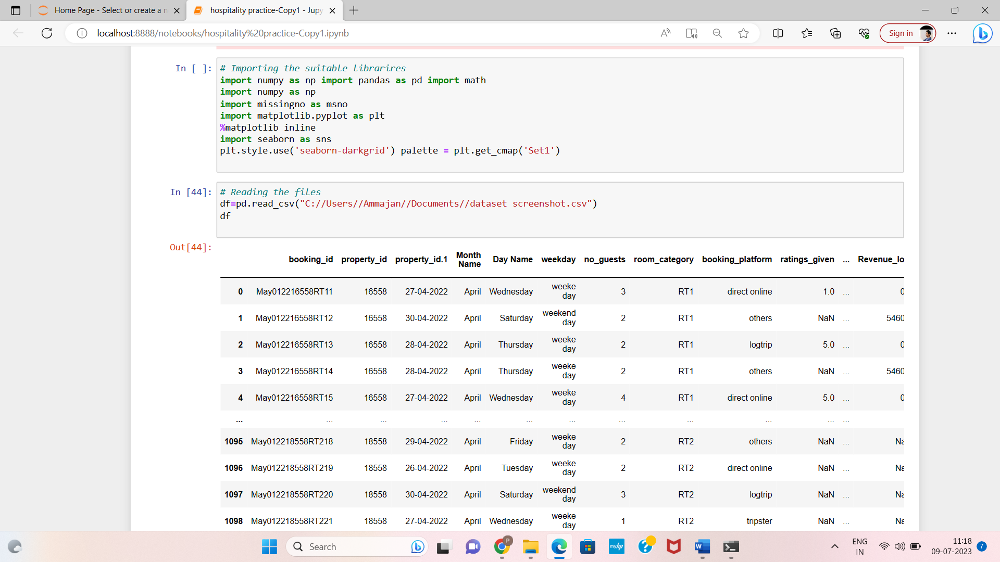 Home Page - Select or create a n
hospitality practice-Copy1 - Jupy
localhost:8888/notebooks/hospitality%20practice-Copy1.ipynb
Sign in
In [ ]:
# Importing the suitable librarires
import numpy as np import pandas as pd import math
import numpy as np
import missingno as msno
import matplotlib.pyplot as plt
%matplotlib inline
import seaborn as sns
plt.style.use('seaborn-darkgrid') palette = plt.get_cmap('Set1')
In [44]:
# Reading the files
df=pd.read_csv("C://Users//Ammajan//Documents//dataset screenshot.csv")
df
Out[44]:
booking_id property_id property_id.1 Month Name Day Name weekday no_guests room_category booking_platform ratings_given ... Revenue_lo
0 May012216558RT11 16558 27-04-2022 April Wednesday weeke day 3 RT1 direct online 1.0 ... 0
1 May012216558RT12 16558 30-04-2022 April Saturday weekend day 2 RT1 others NaN ... 5460
2 May012216558RT13 16558 28-04-2022 April Thursday weeke day 2 RT1 logtrip 5.0 ... 0
3 May012216558RT14 16558 28-04-2022 April Thursday weeke day 2 RT1 others NaN ... 5460
4 May012216558RT15 16558 27-04-2022 April Wednesday weeke day 4 RT1 direct online 5.0 ... 0
... ... ... ... ... ... ... ... ... ... ... ...
1095 May012218558RT218 18558 29-04-2022 April Friday weeke day 2 RT2 others NaN ... Na
1096 May012218558RT219 18558 26-04-2022 April Tuesday weeke day 2 RT2 direct online NaN ... Na
1097 May012218558RT220 18558 30-04-2022 April Saturday weekend day 3 RT2 logtrip NaN ... Na
1098 May012218558RT221 18558 27-04-2022 April Wednesday weeke day 1 RT2 tripster NaN ... Na
Search
P
myhp
W
ENG
IN
11:18
09-07-2023
7